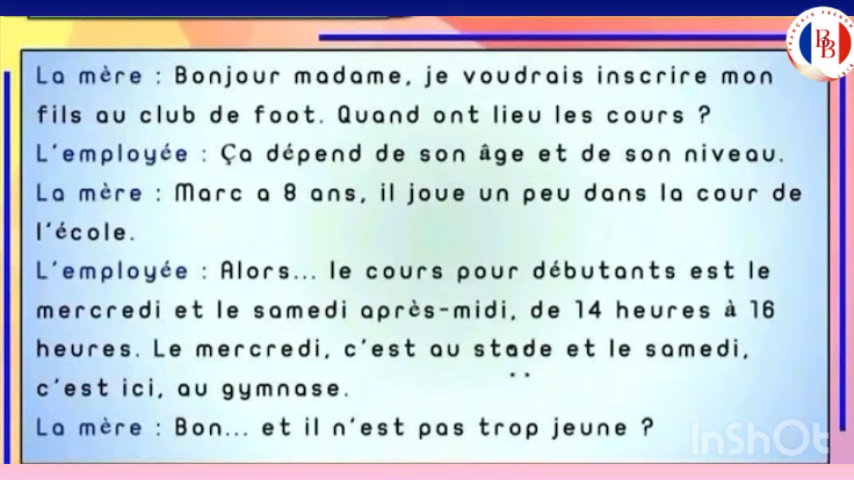 La mère : Bonjour madame, je voudrais inscrire mon
fils au club de foot. Quand ont lieu les cours ?
L'employée : Ça dépend de son âge et de son niveau.
La mère : Marc a 8 ans, il joue un peu dans la cour de
l'école.
L'employée : Alors... le cours pour débutants est le
mercredi et le samedi après-midi, de 14 heures à 16
heures. Le mercredi, c'est au stade et le samedi,
c'est ici, au gymnase.
La mère : Bon... et il n'est pas trop jeune ?
InShOt